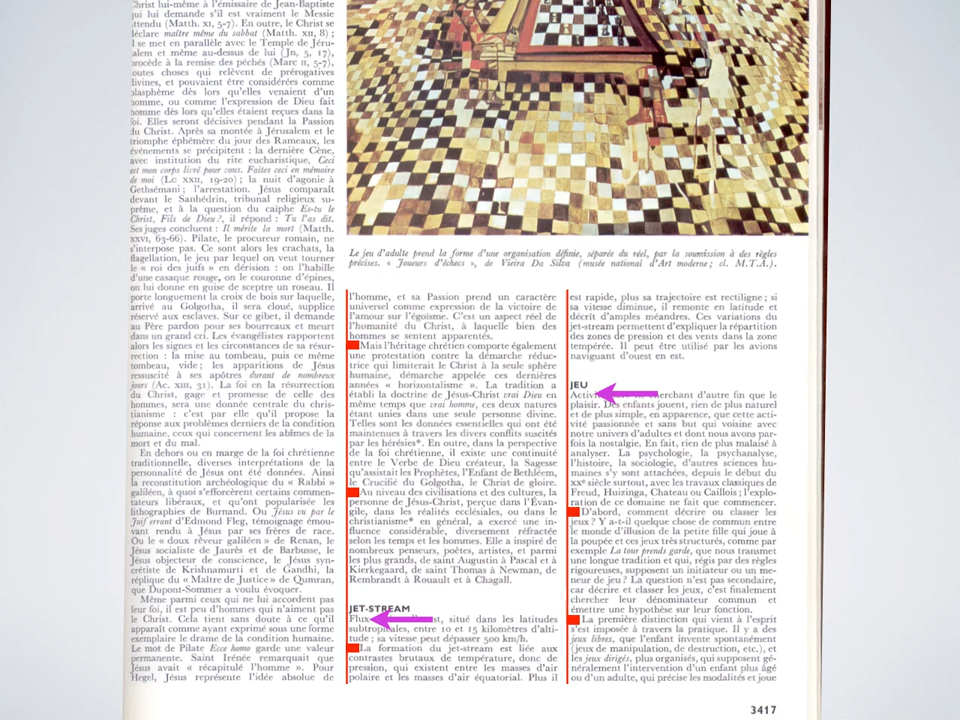 Christ lui-même à l'émissaire de Jean-Baptiste
qui lui demande s'il est vraiment le Messie
attendu (Matth. XI, 5-7). En outre, le Christ se
déclare maître même du sabbat (Matth. XII, 8) ;
il se met en parallèle avec le Temple de Jéru-
salem et même au-dessus de lui (Jn, 5, 17),
procède à la remise des péchés (Marc II, 5-7),
toutes choses qui relèvent de prérogatives
divines, et pouvaient être considérées comme
blasphème dès lors qu'elles venaient d'un
homme, ou comme l'expression de Dieu fait
homme dès lors qu'elles étaient reçues dans la
foi. Elles seront décisives pendant la Passion
du Christ. Après sa montée à Jérusalem et le
triomphe éphémère du jour des Rameaux, les
événements se précipitent : la dernière Cène,
avec institution du rite eucharistique, Ceci
est mon corps livré pour vous. Faites ceci en mémoire
de moi (Lc XXII, 19-20) ; la nuit d'agonie à
Gethsémani ; l'arrestation. Jésus comparaît
devant le Sanhédrin, tribunal religieux su-
prême, et à la question du caïphe Es-tu le
Christ, Fils de Dieu ?, il répond : Tu l'as dit.
Ses juges concluent : Il mérite la mort (Matth.
XXVI, 63-66). Pilate, le procureur romain, ne
s'interpose pas. Ce sont alors les crachats, la
flagellation, le jeu par lequel on veut tourner
le « roi des juifs » en dérision : on l'habille
d'une casaque rouge, on le couronne d'épines,
on lui donne en guise de sceptre un roseau. Il
porte longuement la croix de bois sur laquelle,
arrivé au Golgotha, il sera cloué, supplice
réservé aux esclaves. Sur ce gibet, il demande
au Père pardon pour ses bourreaux et meurt
dans un grand cri. Les évangélistes rapportent
alors les signes et les circonstances de sa résur-
rection : la mise au tombeau, puis ce même
tombeau, vide ; les apparitions de Jésus
ressuscité à ses apôtres durant de nombreux
jours (Ac. XIII, 31). La foi en la résurrection
du Christ, gage et promesse de celle des
hommes, sera une donnée centrale du chris-
tianisme : c'est par elle qu'il propose la
réponse aux problèmes derniers de la condition
humaine, ceux qui concernent les abîmes de la
mort et du mal.
En dehors ou en marge de la foi chrétienne
traditionnelle, diverses interprétations de la
personnalité de Jésus ont été données. Ainsi
la reconstitution archéologique du « Rabbi »
galiléen, à quoi s'efforcèrent certains commen-
tateurs libéraux, et qu'ont popularisée les
lithographies de Burnand. Ou Jésus vu par le
Juif errant d'Edmond Fleg, témoignage émou-
vant rendu à Jésus par ses frères de race.
Ou le « doux rêveur galiléen » de Renan, le
Jésus socialiste de Jaurès et de Barbusse, le
Jésus objecteur de conscience, le Jésus syn-
crétiste de Krishnamurti et de Gandhi, la
réplique du « Maître de Justice » de Qumran,
que Dupont-Sommer a voulu évoquer.
Même parmi ceux qui ne lui accordent pas
leur foi, il est peu d'hommes qui n'aiment pas
le Christ. Cela tient sans doute à ce qu'il
apparaît comme ayant exprimé sous une forme
exemplaire le drame de la condition humaine.
Le mot de Pilate Ecce homo garde une valeur
permanente. Saint Irénée remarquait que
Jésus avait « récapitulé l'homme ». Pour
Hegel, Jésus représente l'idée absolue de
Le jeu d'adulte prend la forme d'une organisation définie, séparée du réel, par la soumission à des règles
précises. « Joueurs d'échecs », de Vieira Da Silva (musée national d'Art moderne ; cl. M.T.A.).
l'homme, et sa Passion prend un caractère
universel comme expression de la victoire de
l'amour sur l'égoïsme. C'est un aspect réel de
l'humanité du Christ, à laquelle bien des
hommes se sentent apparentés.
Mais l'héritage chrétien comporte également
une protestation contre la démarche réduc-
trice qui limiterait le Christ à la seule sphère
humaine, démarche appelée ces dernières
années « horizontalisme ». La tradition a
établi la doctrine de Jésus-Christ vrai Dieu en
même temps que vrai homme, ces deux natures
étant unies dans une seule personne divine.
Telles sont les données essentielles qui ont été
maintenues à travers les divers conflits suscités
par les hérésies*. En outre, dans la perspective
de la foi chrétienne, il existe une continuité
entre le Verbe de Dieu créateur, la Sagesse
qu'assistait les Prophètes, l'Enfant de Bethléem,
le Crucifié du Golgotha, le Christ de gloire.
Au niveau des civilisations et des cultures, la
personne de Jésus-Christ, perçue dans l'Évan-
gile, dans les réalités ecclésiales, ou dans le
christianisme* en général, a exercé une in-
fluence considérable, diversement réfractée
selon les temps et les hommes. Elle a inspiré de
nombreux penseurs, poètes, artistes, et parmi
les plus grands, de saint Augustin à Pascal et à
Kierkegaard, de saint Thomas à Newman, de
Rembrandt à Rouault et à Chagall.
JET-STREAM
Flux st, situé dans les latitudes
subtropicales, entre 10 et 15 kilomètres d'alti-
tude ; sa vitesse peut dépasser 500 km/h.
La formation du jet-stream est liée aux
contrastes brutaux de température, donc de
pression, qui existent entre les masses d'air
polaire et les masses d'air équatorial. Plus il
est rapide, plus sa trajectoire est rectiligne ; si
sa vitesse diminue, il remonte en latitude et
décrit d'amples méandres. Ces variations du
jet-stream permettent d'expliquer la répartition
des zones de pression et des vents dans la zone
tempérée. Il peut être utilisé par les avions
naviguant d'ouest en est.
JEU
Activ cherchant d'autre fin que le
plaisir. Des enfants jouent, rien de plus naturel
et de plus simple, en apparence, que cette acti-
vité passionnée et sans but qui voisine avec
notre univers d'adultes et dont nous avons par-
fois la nostalgie. En fait, rien de plus malaisé à
analyser. La psychologie, la psychanalyse,
l'histoire, la sociologie, d'autres sciences hu-
maines s'y sont attachées, depuis le début du
XXe siècle surtout, avec les travaux classiques de
Freud, Huizinga, Chateau ou Caillois ; l'explo-
ration de ce domaine ne fait que commencer.
D'abord, comment décrire ou classer les
jeux ? Y a-t-il quelque chose de commun entre
le monde d'illusion de la petite fille qui joue à
la poupée et ces jeux très structurés, comme par
exemple La tour prends garde, que nous transmet
une longue tradition et qui, régis par des règles
rigoureuses, supposent un initiateur ou un me-
neur de jeu ? La question n'est pas secondaire,
car décrire et classer les jeux, c'est finalement
chercher leur dénominateur commun et
émettre une hypothèse sur leur fonction.
La première distinction qui vient à l'esprit
s'est imposée à travers la pratique. Il y a des
jeux libres, que l'enfant invente spontanément
(jeux de manipulation, de destruction, etc.), et
les jeux dirigés, plus organisés, qui supposent gé-
néralement l'intervention d'un enfant plus âgé
ou d'un adulte, qui précise les modalités et joue
3417